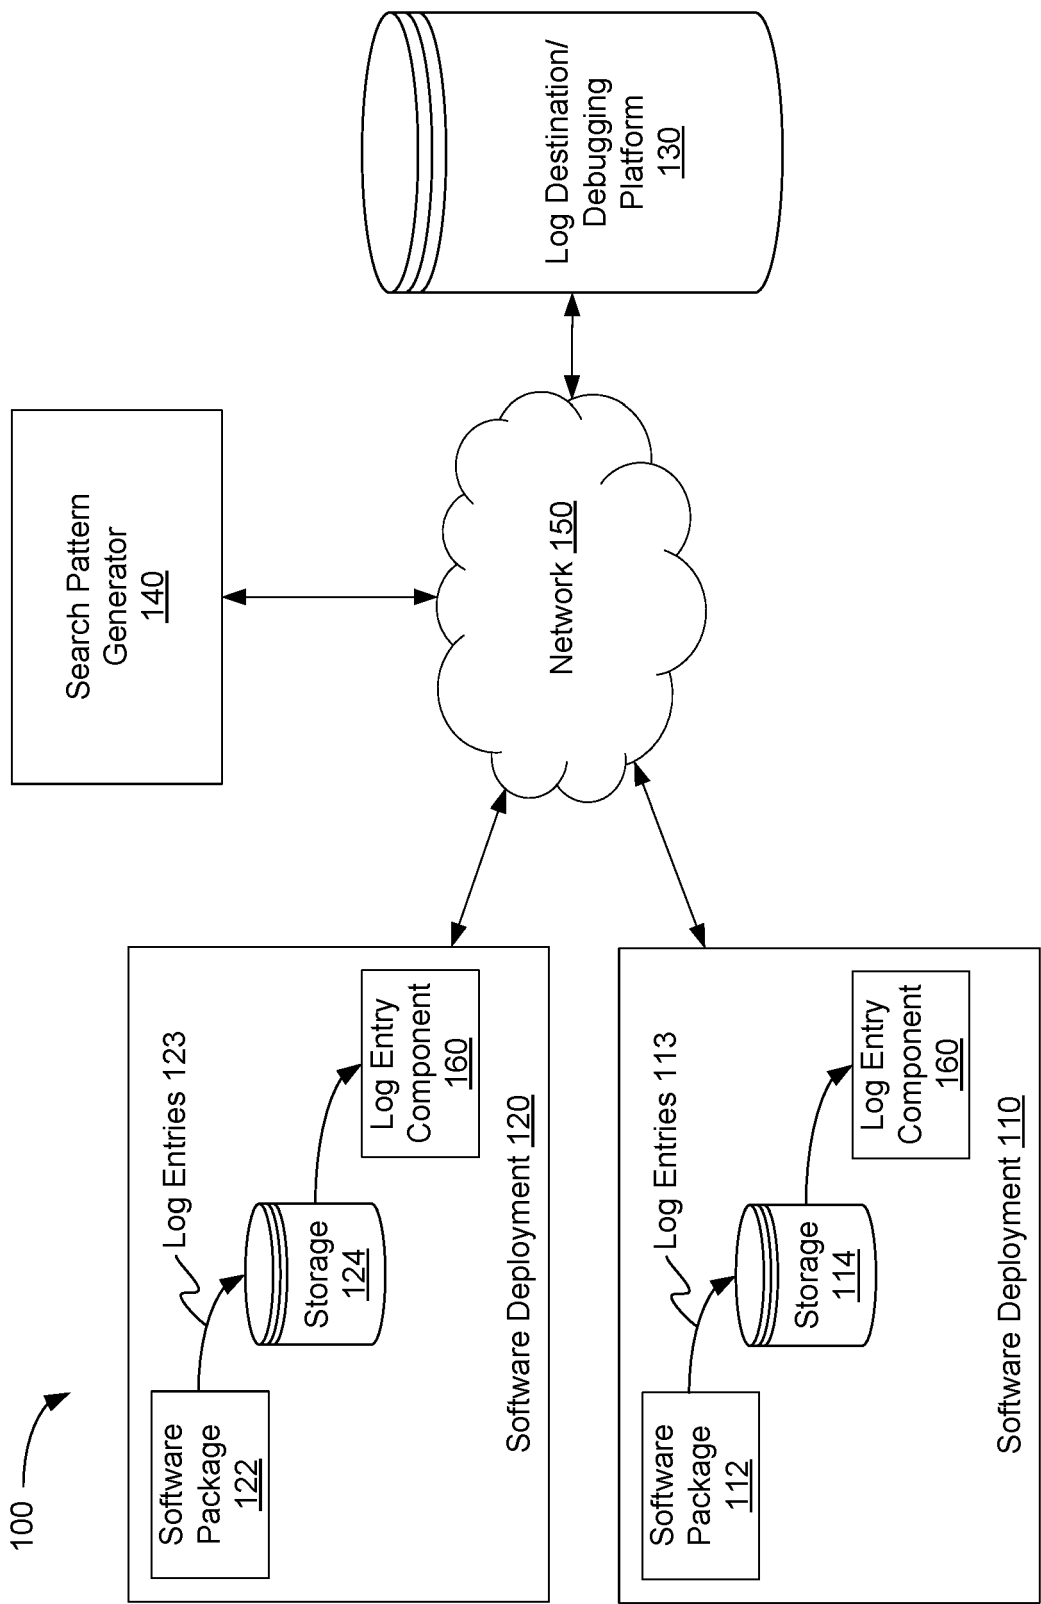 100
Software
Package
122
Log Entries 123
Storage
124
Log Entry
Component
160
Software Deployment 120
Software
Package
112
Log Entries 113
Storage
114
Log Entry
Component
160
Software Deployment 110
Search Pattern
Generator
140
Network 150
Log Destination/
Debugging
Platform
130